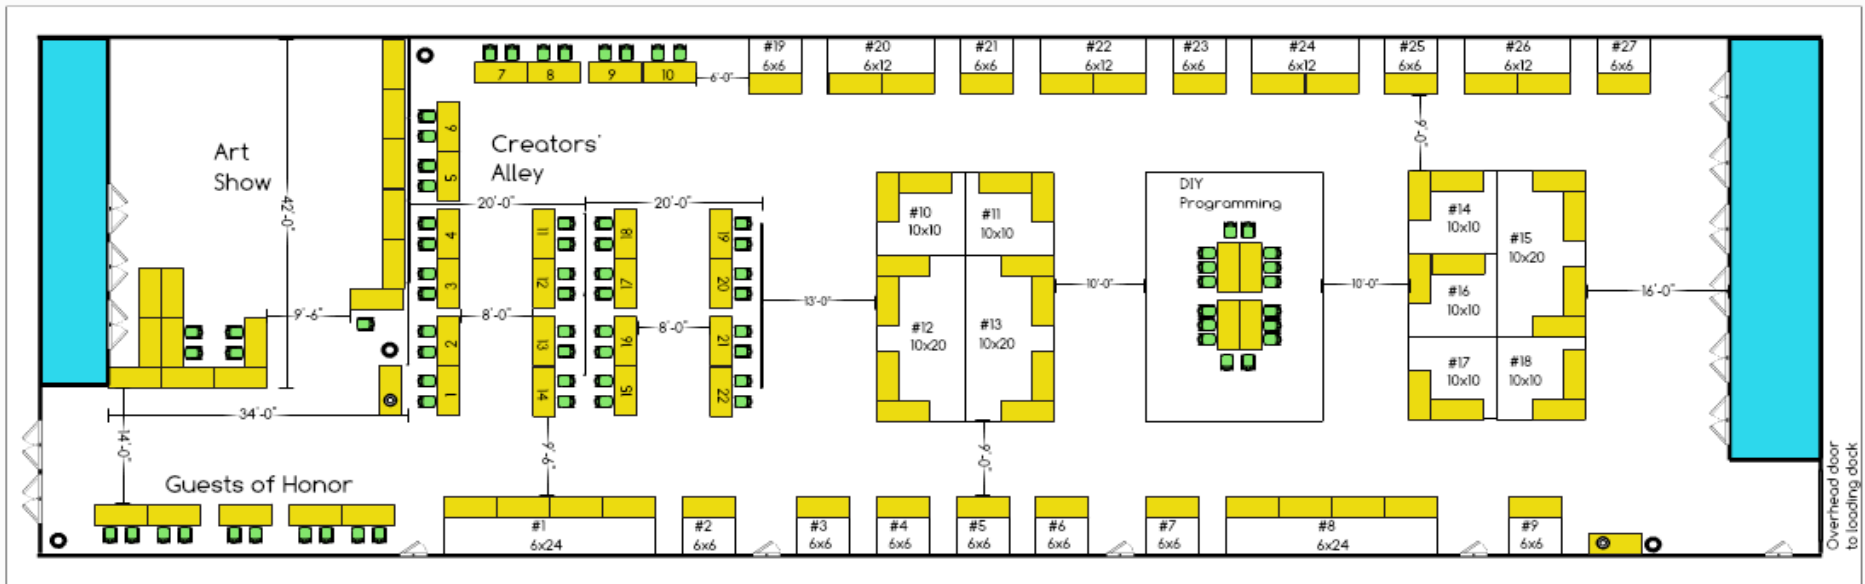 #19
6x6
#20
6x12
#21
6x6
#22
6x12
#23
6x6
#24
6x12
#25
6x6
#26
6x12
#27
6x6
7
8
9
10
6'-0"
9'-0"
Art
Show
42'-0"
6
5
Creators'
Alley
20'-0"
20'-0"
4
3
2
1
11
12
13
14
18
17
16
15
19
20
21
22
8'-0"
8'-0"
9'-6"
34'-0"
14'-0"
9'-6"
13'-0"
#10
10x10
#11
10x10
#12
10x20
#13
10x20
10'-0"
DIY
Programming
10'-0"
#14
10x10
#15
10x20
#16
10x10
#17
10x10
#18
10x10
16'-0"
9'-0"
Guests of Honor
#1
6x24
#2
6x6
#3
6x6
#4
6x6
#5
6x6
#6
6x6
#7
6x6
#8
6x24
#9
6x6
Overhead door
to loading dock